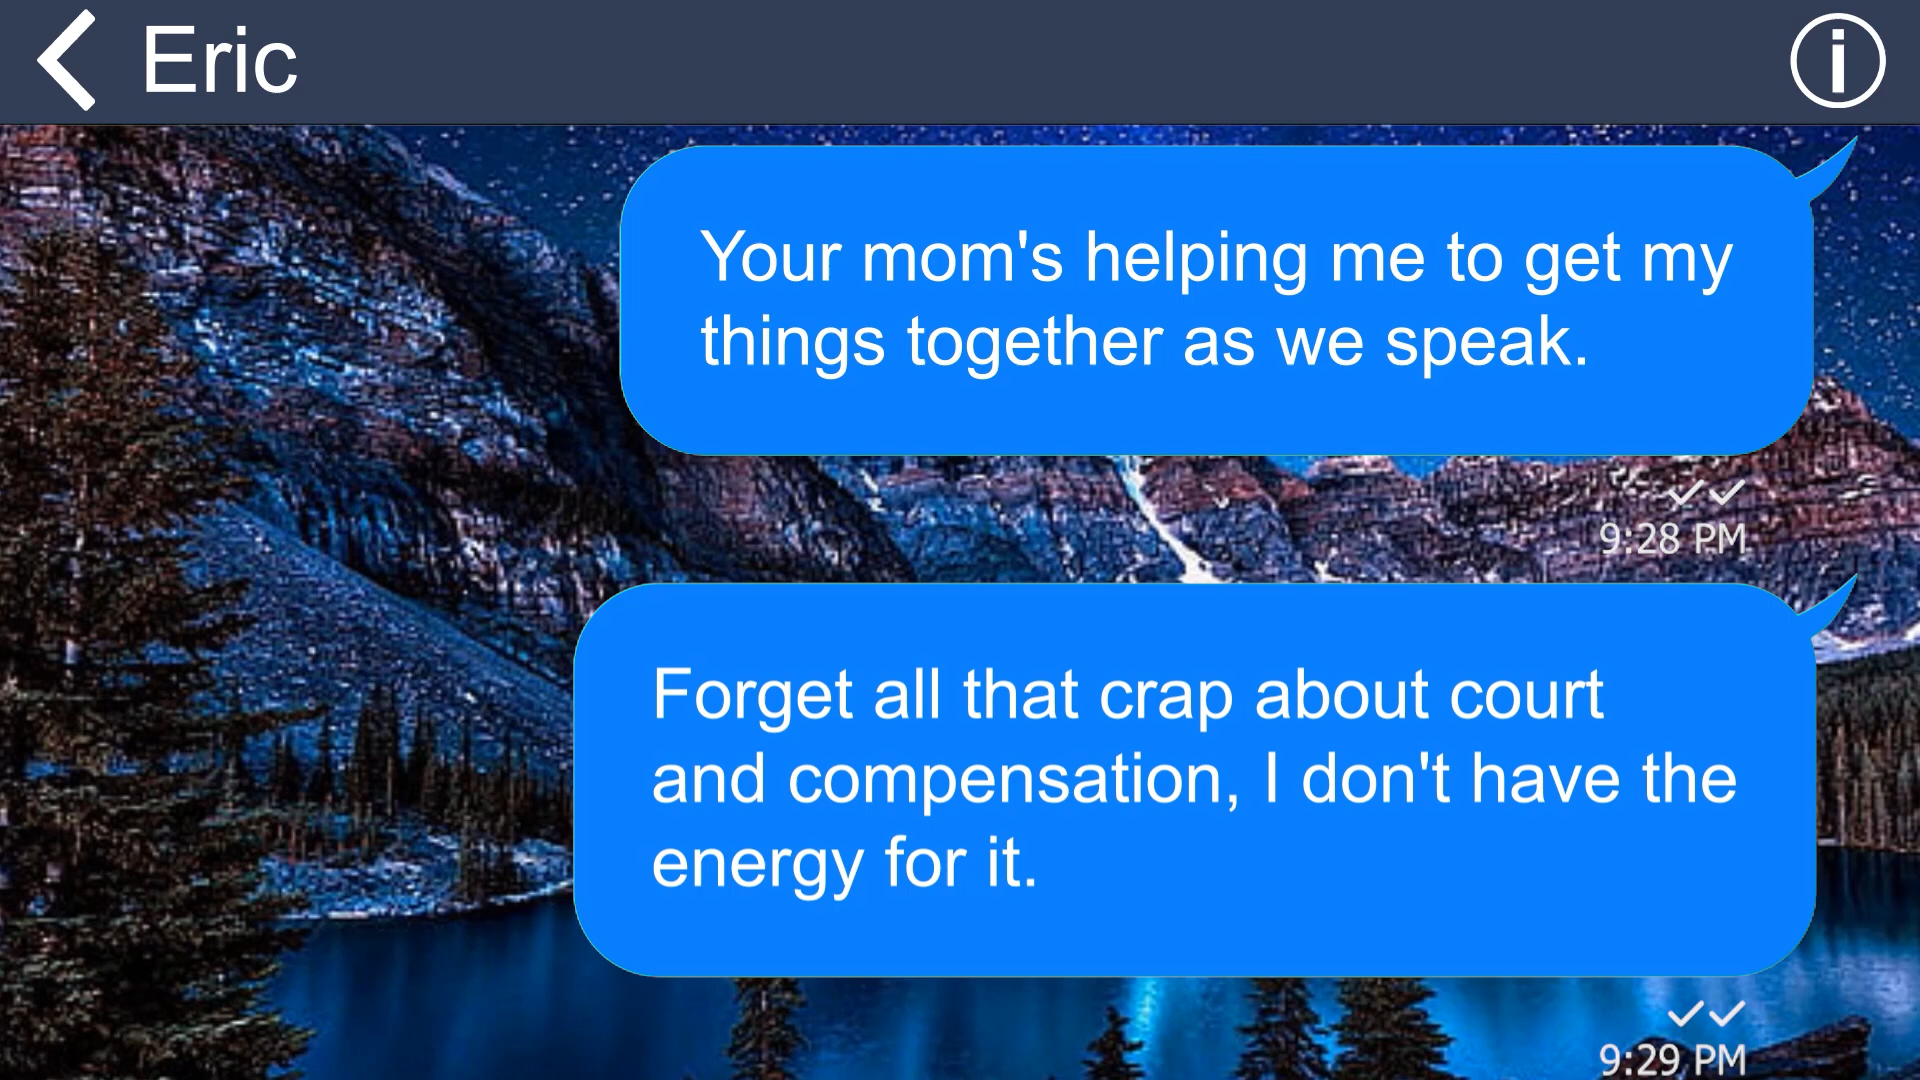 Eric
Your mom's helping me to get my
things together as we speak.
9:28 PM
Forget all that crap about court
and compensation, I don't have the
energy for it.
9:29 PM